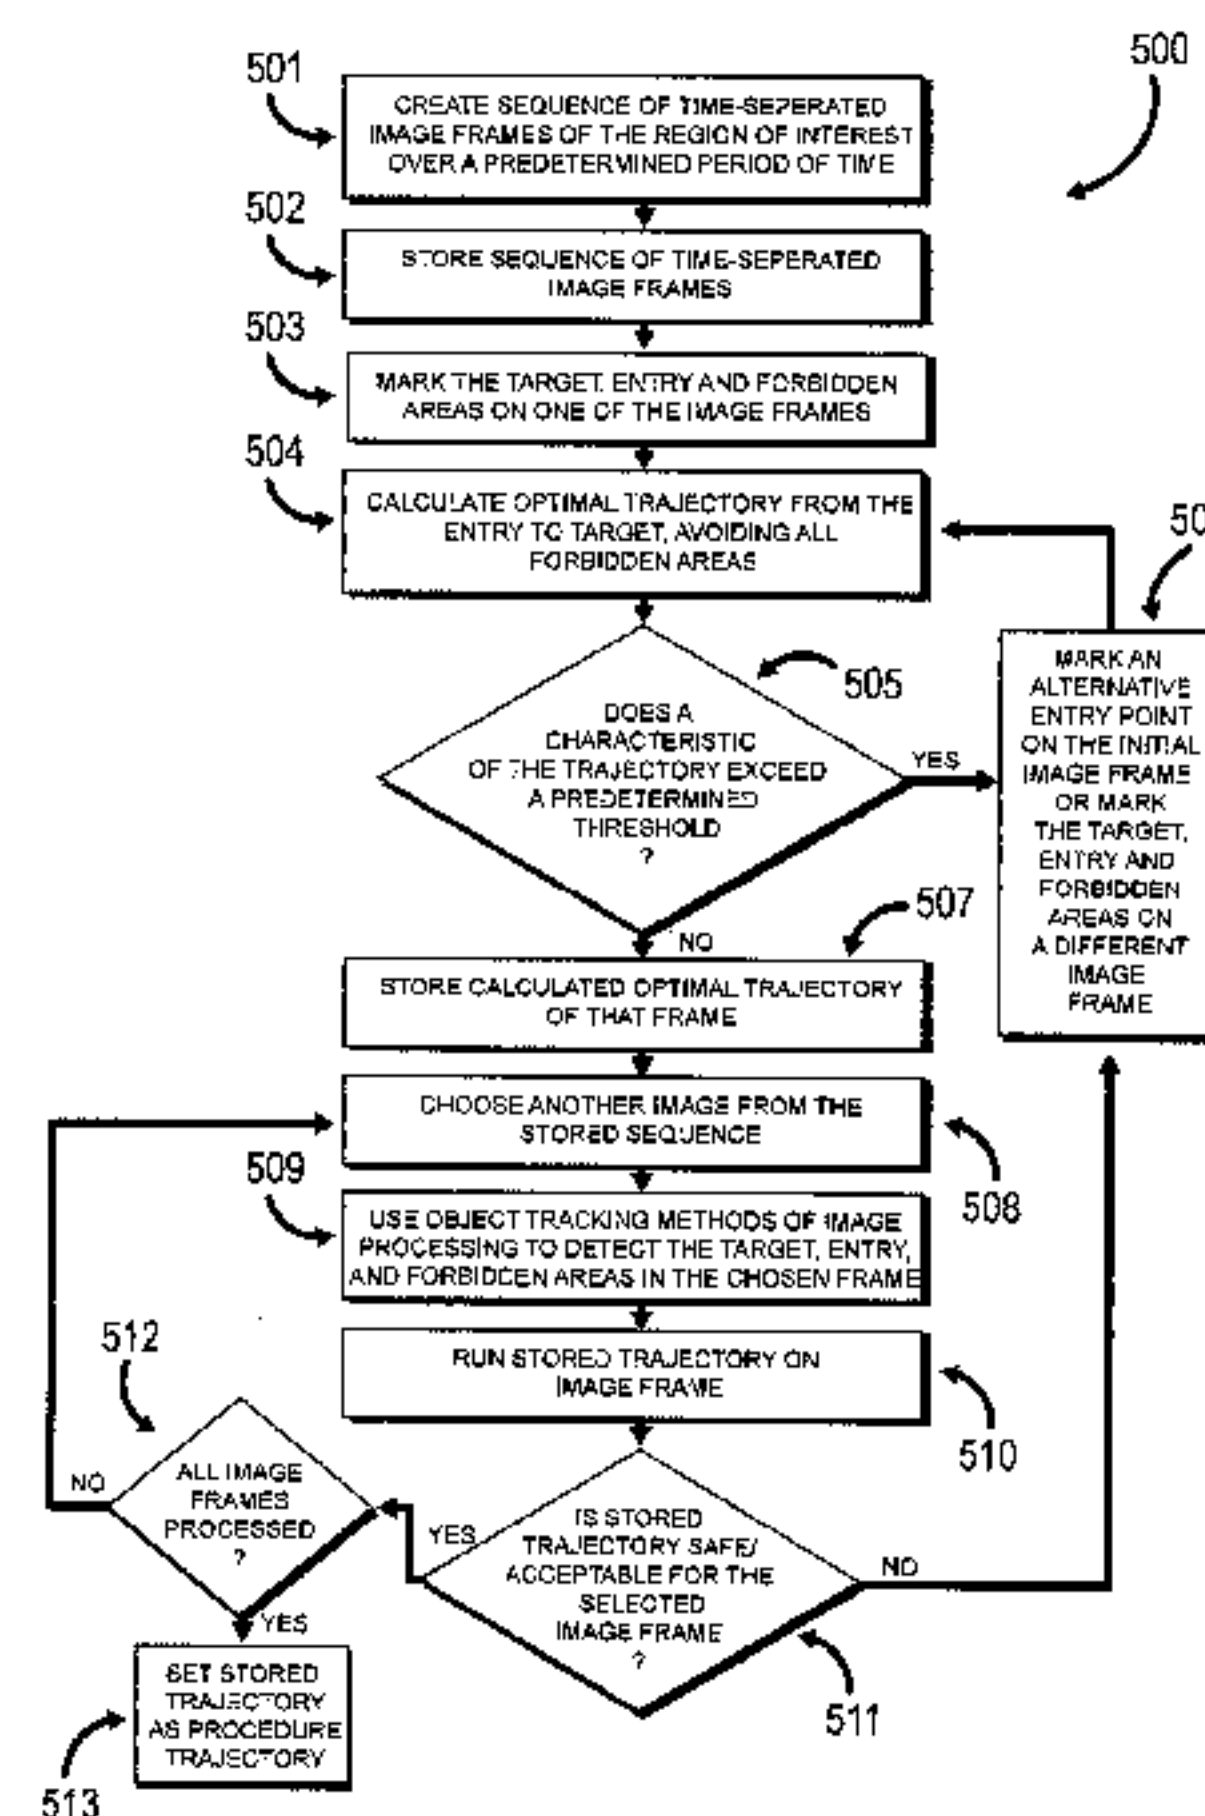 500
501
CREATE SEQUENCE OF TIME-SEPERATED
IMAGE FRAMES OF THE REGION OF INTEREST
OVER A PREDETERMINED PERIOD OF TIME
502
STORE SEQUENCE OF TIME-SEPERATED
IMAGE FRAMES
503
MARK THE TARGET, ENTRY AND FORBIDDEN
AREAS ON ONE OF THE IMAGE FRAMES
504
CALCULATE OPTIMAL TRAJECTORY FROM THE
ENTRY TO TARGET, AVOIDING ALL
FORBIDDEN AREAS
505
DOES A
CHARACTERISTIC
OF THE TRAJECTORY EXCEED
A PREDETERMINED
THRESHOLD
?
YES
NO
MARK AN
ALTERNATIVE
ENTRY POINT
ON THE INITIAL
IMAGE FRAME
OR MARK
THE TARGET,
ENTRY AND
FORBIDDEN
AREAS ON
A DIFFERENT
IMAGE
FRAME
507
STORE CALCULATED OPTIMAL TRAJECTORY
OF THAT FRAME
CHOOSE ANOTHER IMAGE FROM THE
STORED SEQUENCE
508
509
USE OBJECT TRACKING METHODS OF IMAGE
PROCESSING TO DETECT THE TARGET, ENTRY,
AND FORBIDDEN AREAS IN THE CHOSEN FRAME
RUN STORED TRAJECTORY ON
IMAGE FRAME
510
IS STORED
TRAJECTORY SAFE/
ACCEPTABLE FOR THE
SELECTED
IMAGE FRAME
?
YES
NO
511
512
ALL IMAGE
FRAMES
PROCESSED
?
NO
YES
SET STORED
TRAJECTORY
AS PROCEDURE
TRAJECTORY
513